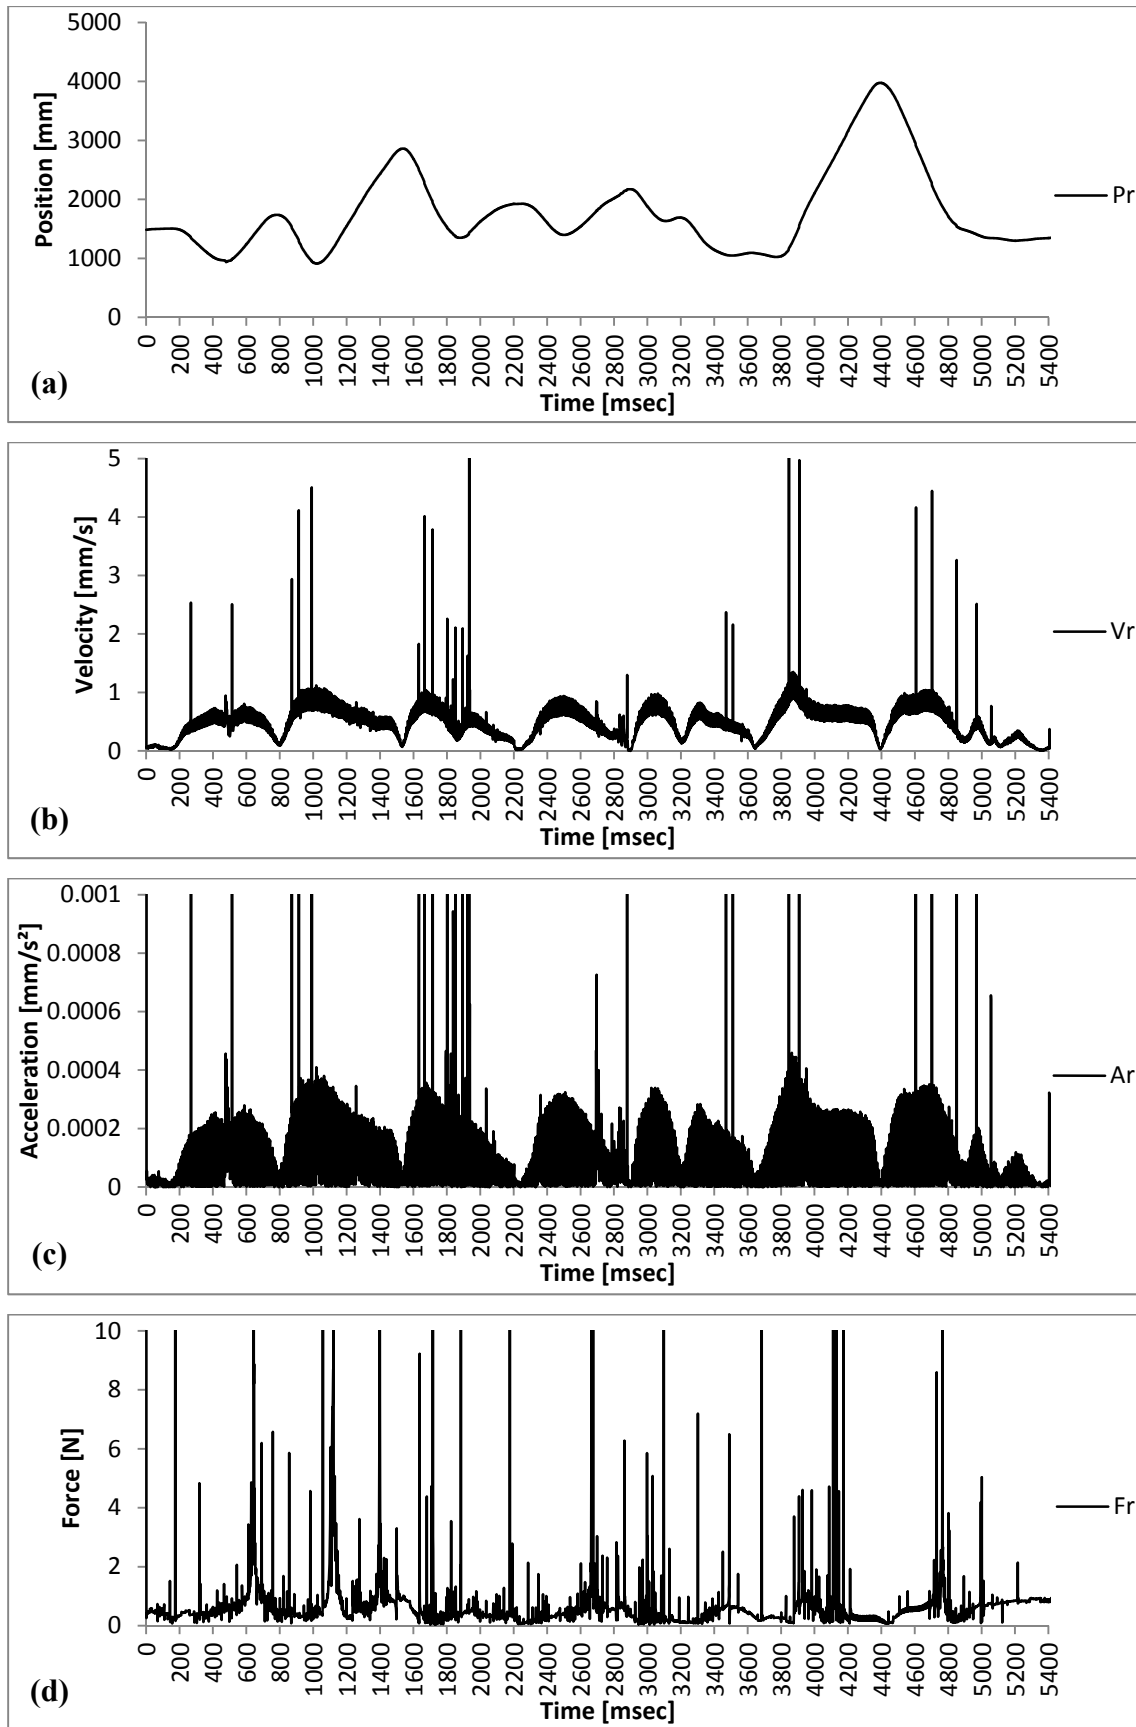 5000
4000
3000
2000
1000
0
Position [mm]
Pr
0 200 400 600 800 1000 1200 1400 1600 1800 2000 2200 2400 2600 2800 3000 3200 3400 3600 3800 4000 4200 4400 4600 4800 5000 5200 5400
Time [msec]
(a)
5
4
3
2
1
0
Velocity [mm/s]
Vr
0 200 400 600 800 1000 1200 1400 1600 1800 2000 2200 2400 2600 2800 3000 3200 3400 3600 3800 4000 4200 4400 4600 4800 5000 5200 5400
Time [msec]
(b)
0.001
0.0008
0.0006
0.0004
0.0002
0
Acceleration [mm/s²]
Ar
0 200 400 600 800 1000 1200 1400 1600 1800 2000 2200 2400 2600 2800 3000 3200 3400 3600 3800 4000 4200 4400 4600 4800 5000 5200 5400
Time [msec]
(c)
10
8
6
4
2
0
Force [N]
Fr
0 200 400 600 800 1000 1200 1400 1600 1800 2000 2200 2400 2600 2800 3000 3200 3400 3600 3800 4000 4200 4400 4600 4800 5000 5200 5400
Time [msec]
(d)